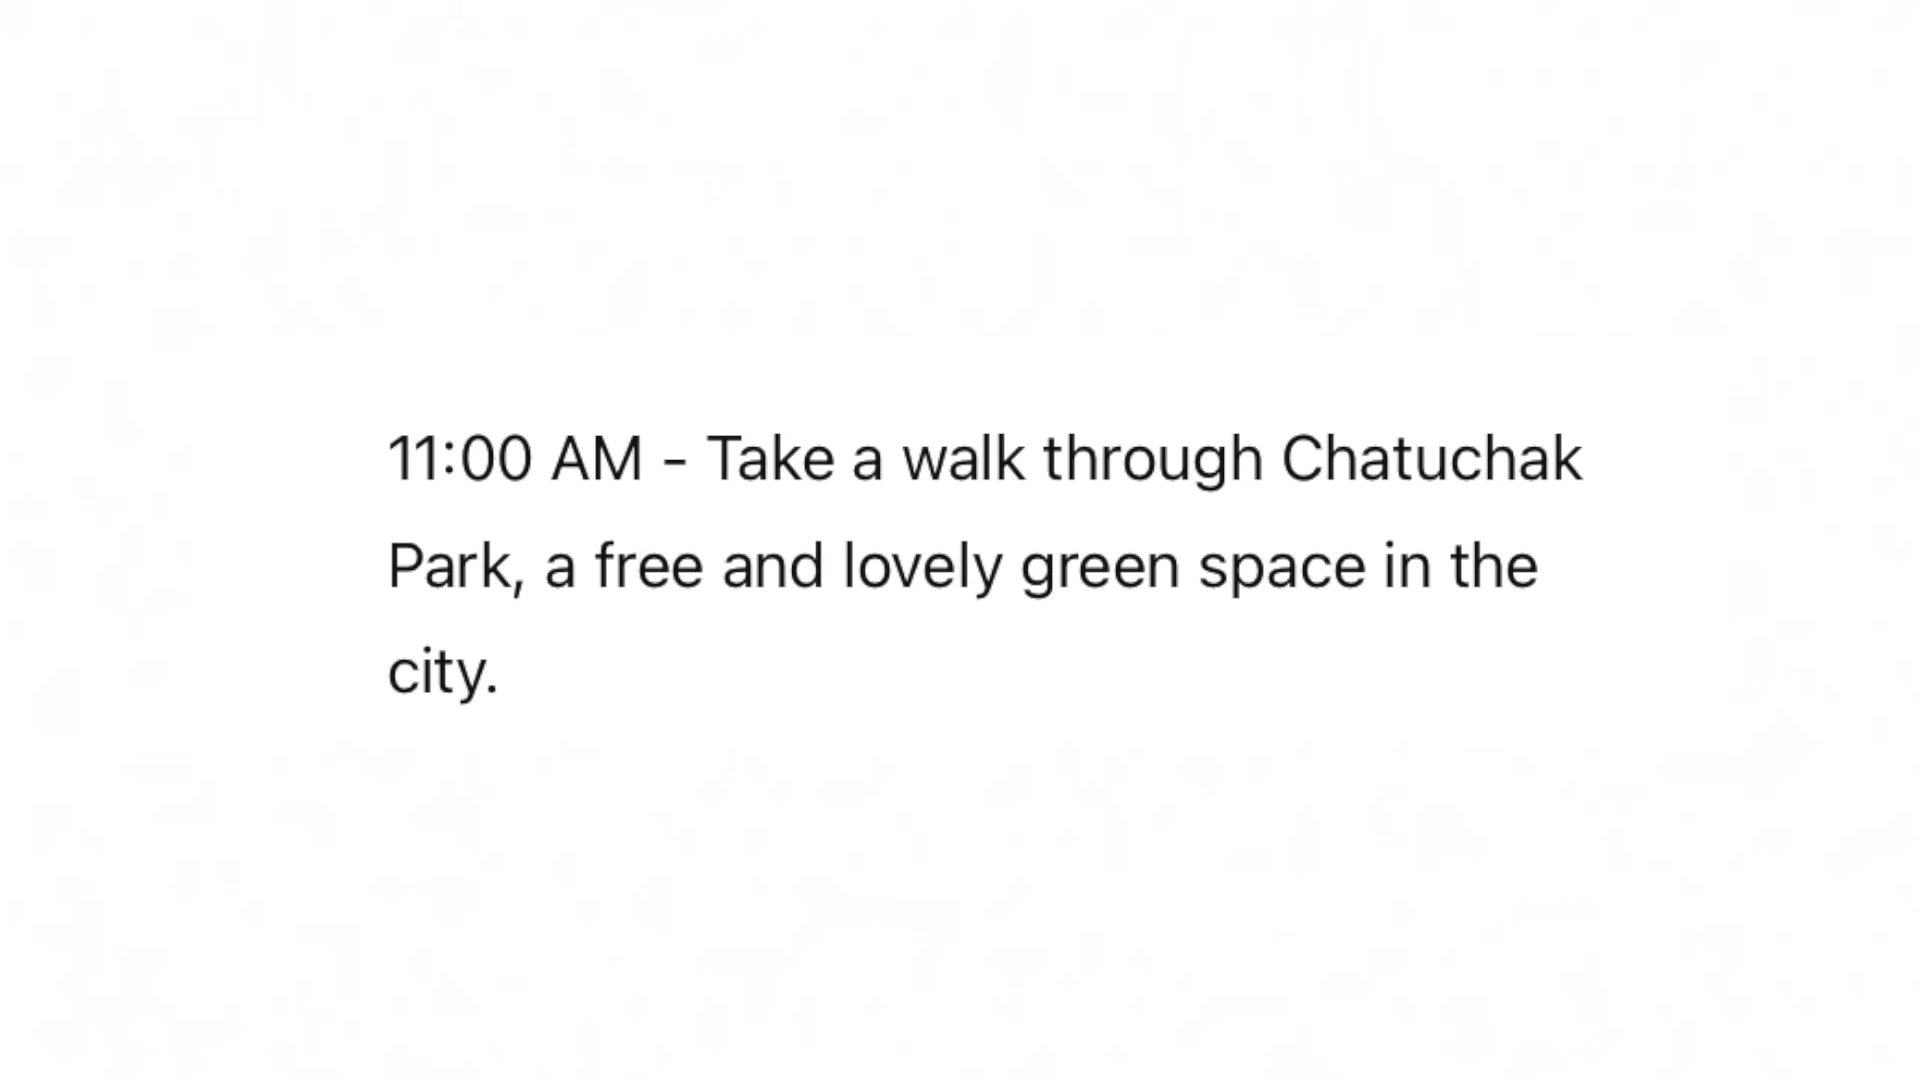 11:00 AM - Take a walk through Chatuchak
Park, a free and lovely green space in the
city.